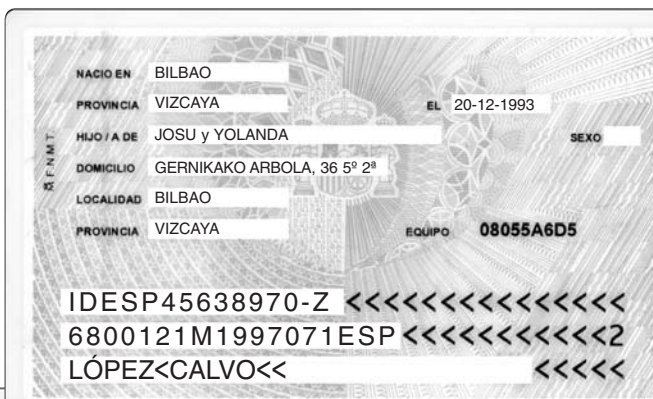 NACIO EN BILBAO
PROVINCIA VIZCAYA EL 20-12-1993
HIJO / A DE JOSU y YOLANDA SEXO
DOMICILIO GERNIKAKO ARBOLA, 36 5º 2ª
LOCALIDAD BILBAO
PROVINCIA VIZCAYA EQUIPO 08055A6D5
F.N.M.T.
IDESP45638970-Z <<<<<<<<<<<<<<<
6800121M1997071ESP<<<<<<<<<<<2
LÓPEZ<CALVO<< <<<<<